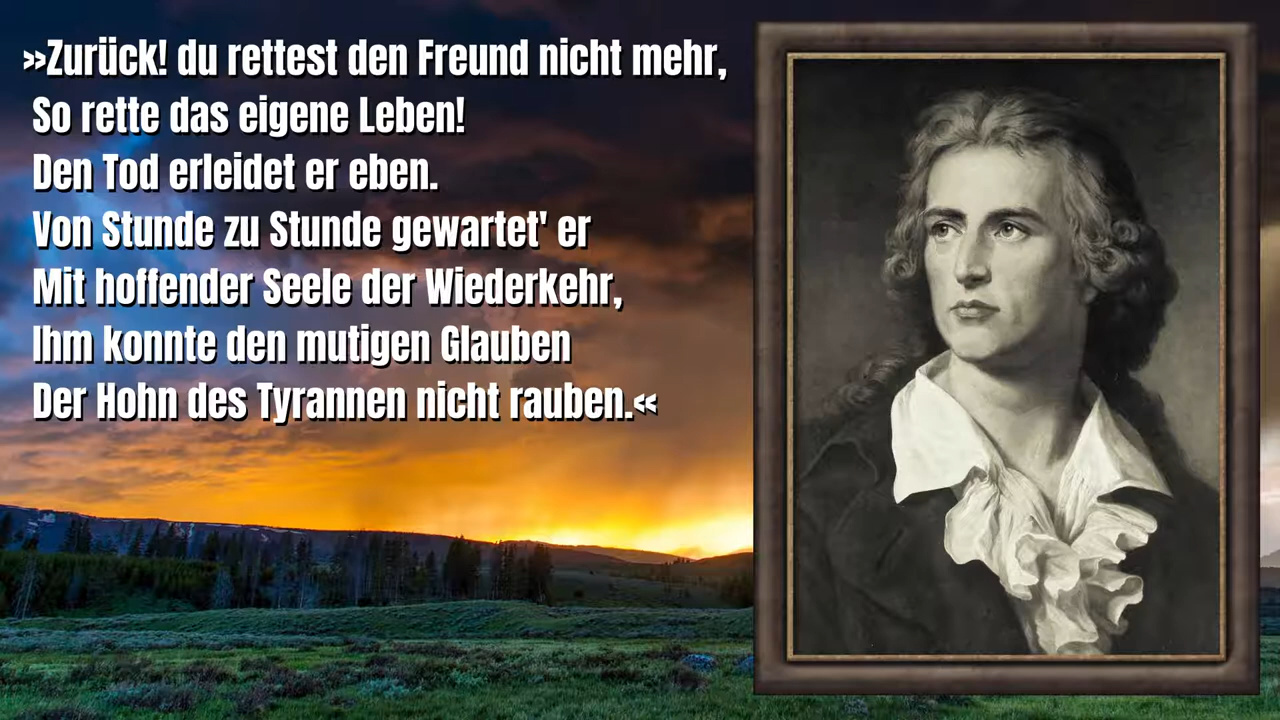 »Zurück! du rettest den Freund nicht mehr,
So rette das eigene Leben!
Den Tod erleidet er eben.
Von Stunde zu Stunde gewartet' er
Mit hoffender Seele der Wiederkehr,
Ihm konnte den mutigen Glauben
Der Hohn des Tyrannen nicht rauben.«